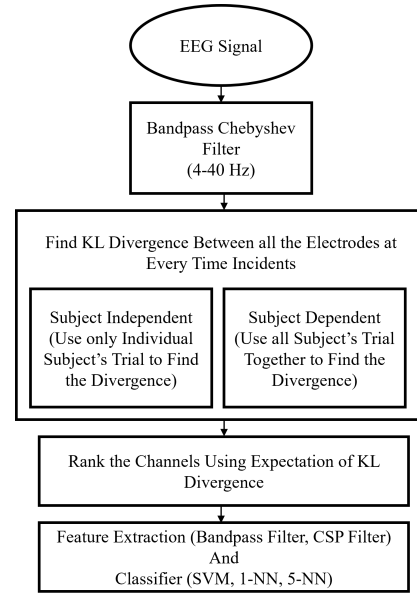 EEG Signal
Bandpass Chebyshev
Filter
(4-40 Hz)
Find KL Divergence Between all the Electrodes at
Every Time Incidents
Subject Independent
(Use only Individual
Subject's Trial to Find
the Divergence)
Subject Dependent
(Use all Subject's Trial
Together to Find the
Divergence)
Rank the Channels Using Expectation of KL
Divergence
Feature Extraction (Bandpass Filter, CSP Filter)
And
Classifier (SVM, 1-NN, 5-NN)